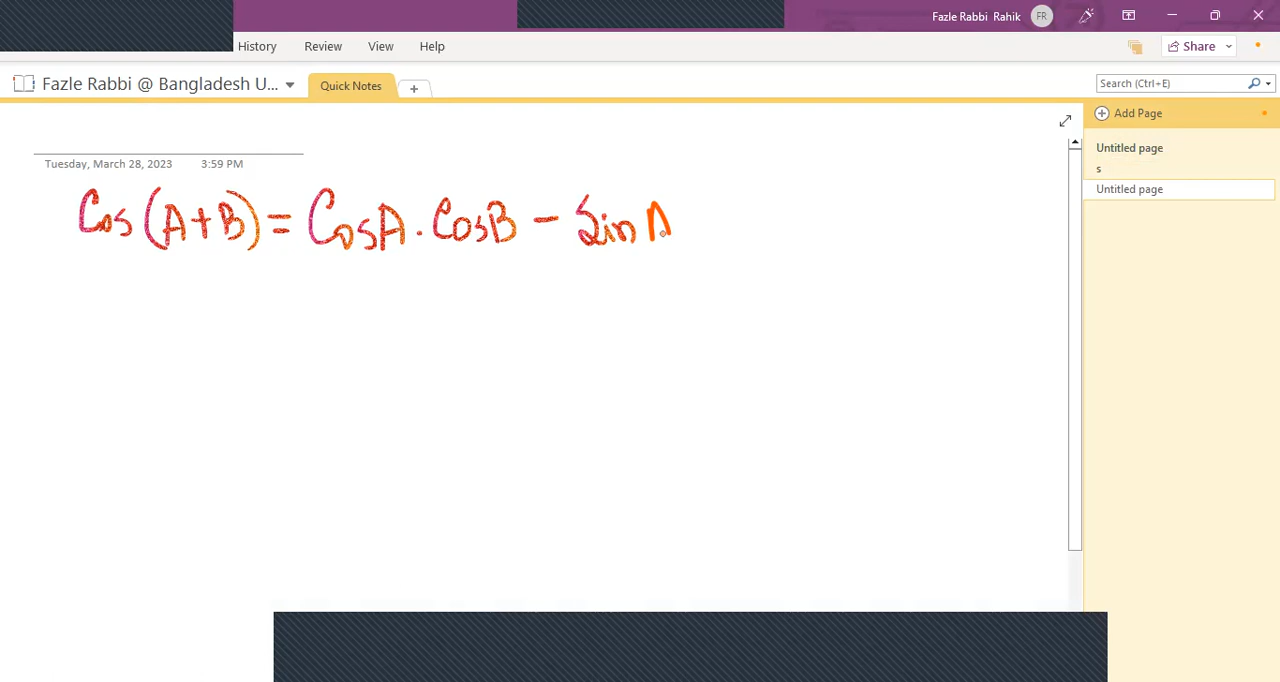 Fazle Rabbi Rahik FR
History Review View Help Share
Fazle Rabbi @ Bangladesh U... Quick Notes + Search (Ctrl+E)
Add Page
Tuesday, March 28, 2023 3:59 PM
Untitled page
s
Untitled page
Cos(A+B) = CosA . CosB - Sin A